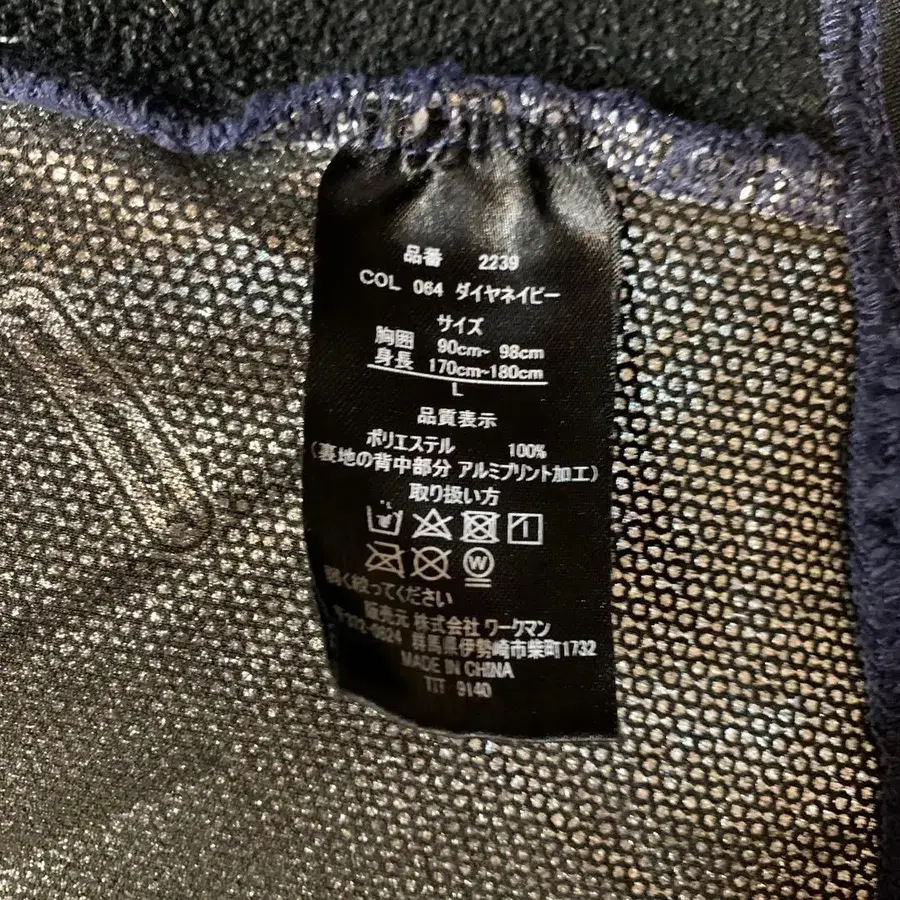 品番 2239
COL 064 ダイヤネイビー
サイズ
胸囲 90cm~ 98cm
身長 170cm~180cm
L
品質表示
ポリエステル 100%
(裏地の背中部分 アルミプリント加工)
取り扱い方
弱く絞ってください
販売元 株式会社 ワークマン
群馬県伊勢崎市柴町1732
MADE IN CHINA
TIT 9140